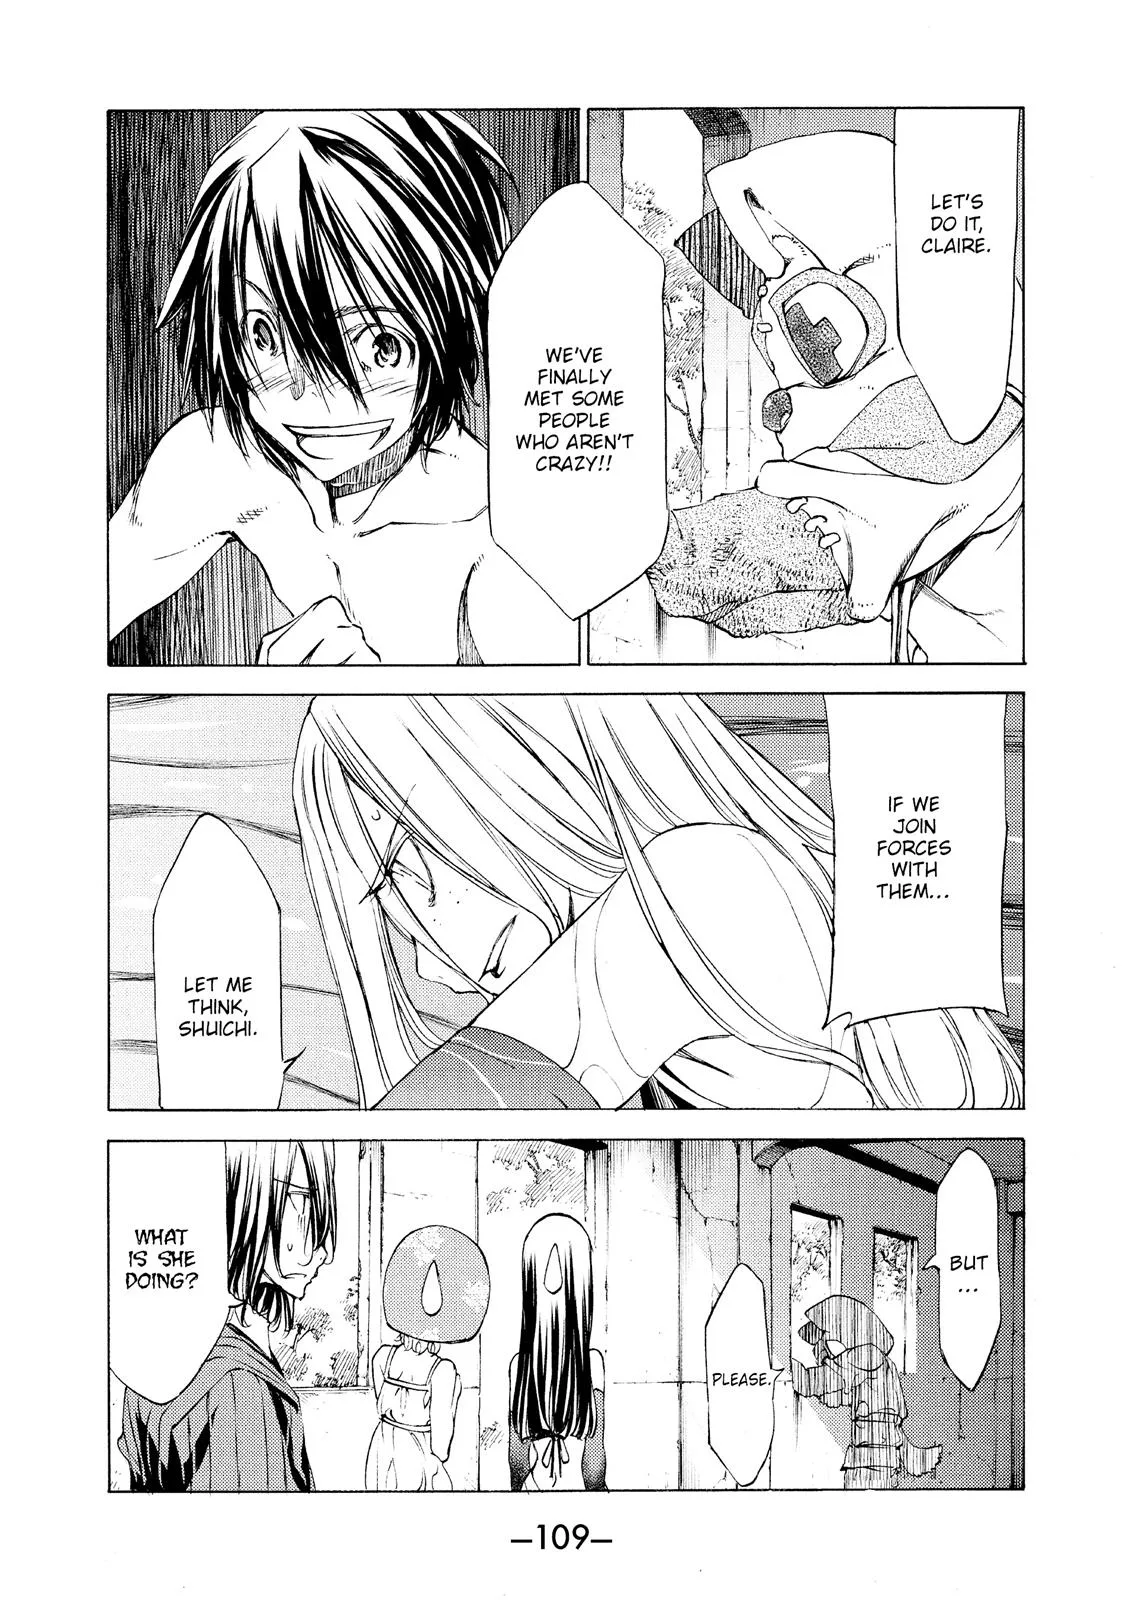 LET'S
DO IT,
CLAIRE.
WE'VE
FINALLY
MET SOME
PEOPLE
WHO AREN'T
CRAZY!!
IF WE
JOIN
FORCES
WITH
THEM...
LET ME
THINK,
SHUICHI.
BUT
...
PLEASE.
WHAT
IS SHE
DOING?
—109—